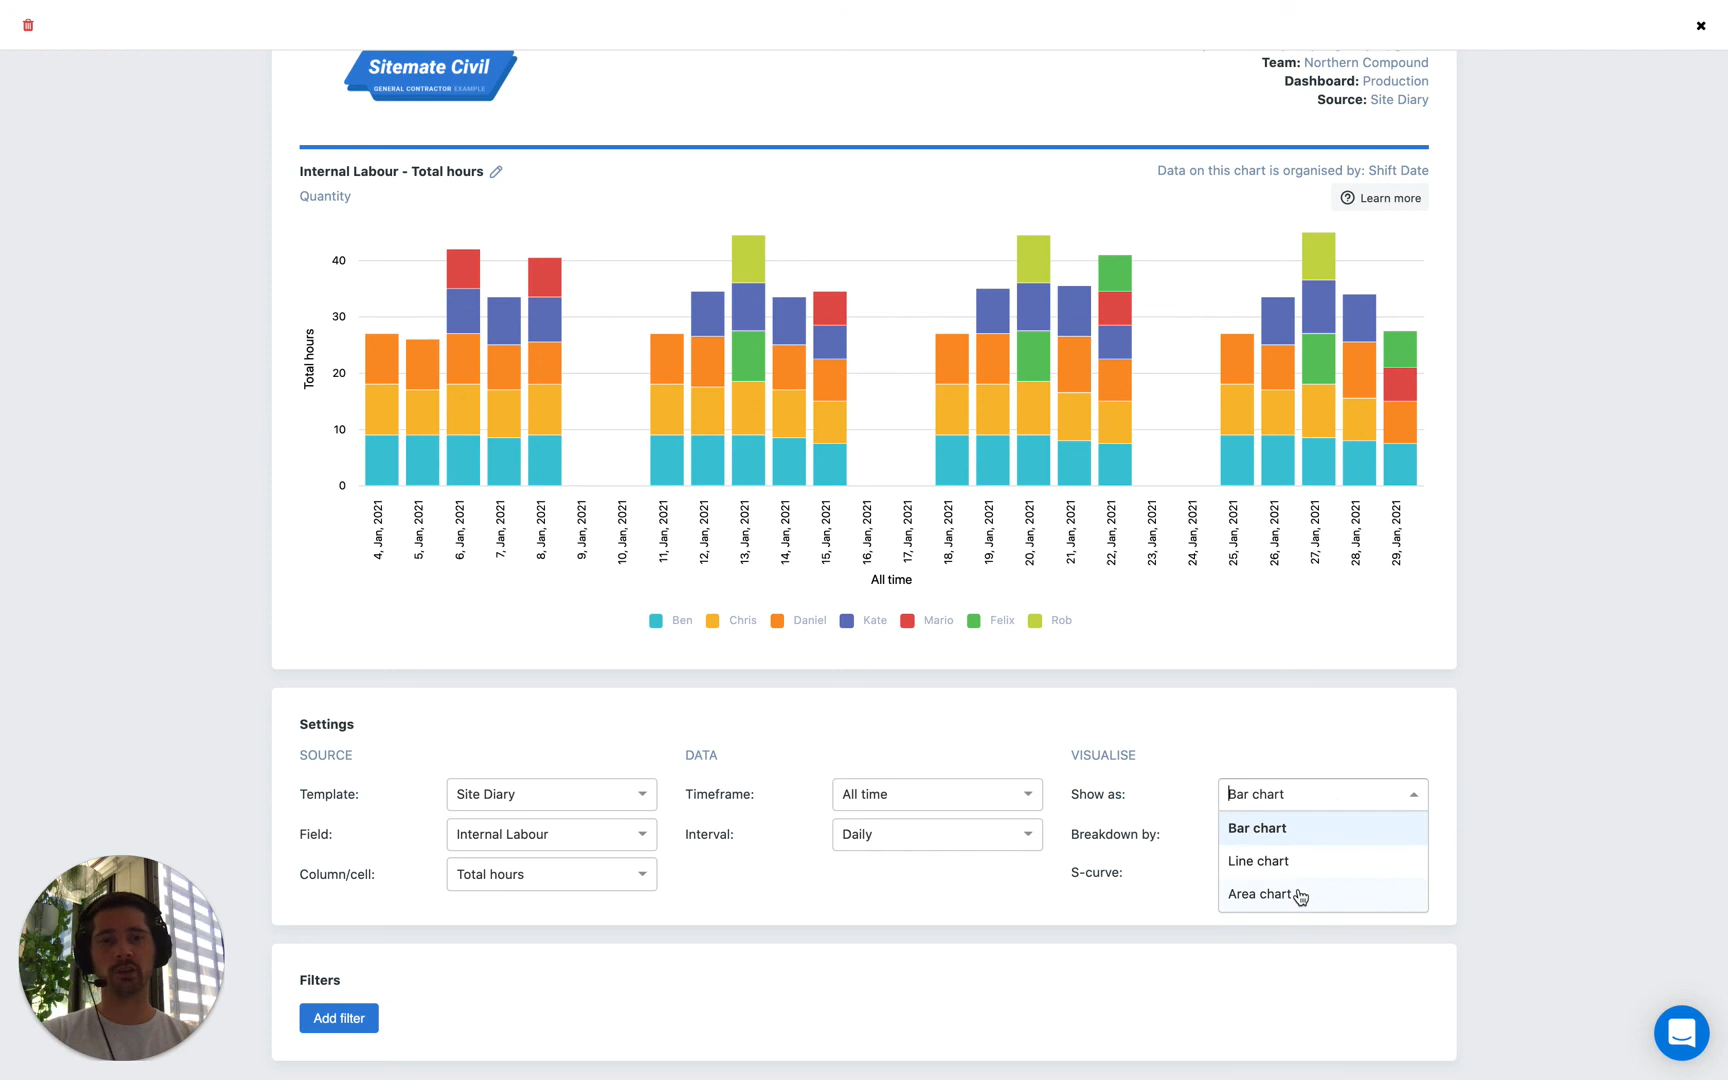 Sitemate Civil
GENERAL CONTRACTOR EXAMPLE
Team: Northern Compound
Dashboard: Production
Source: Site Diary
Internal Labour - Total hours
Data on this chart is organised by: Shift Date
Quantity
Learn more
Total hours
40
30
20
10
0
4, Jan, 2021
5, Jan, 2021
6, Jan, 2021
7, Jan, 2021
8, Jan, 2021
9, Jan, 2021
10, Jan, 2021
11, Jan, 2021
12, Jan, 2021
13, Jan, 2021
14, Jan, 2021
15, Jan, 2021
16, Jan, 2021
17, Jan, 2021
18, Jan, 2021
19, Jan, 2021
20, Jan, 2021
21, Jan, 2021
22, Jan, 2021
23, Jan, 2021
24, Jan, 2021
25, Jan, 2021
26, Jan, 2021
27, Jan, 2021
28, Jan, 2021
29, Jan, 2021
All time
Ben Chris Daniel Kate Mario Felix Rob
Settings
SOURCE
Template: Site Diary
Field: Internal Labour
Column/cell: Total hours
DATA
Timeframe: All time
Interval: Daily
VISUALISE
Show as: Bar chart
Breakdown by:
S-curve:
Bar chart
Line chart
Area chart
Filters
Add filter